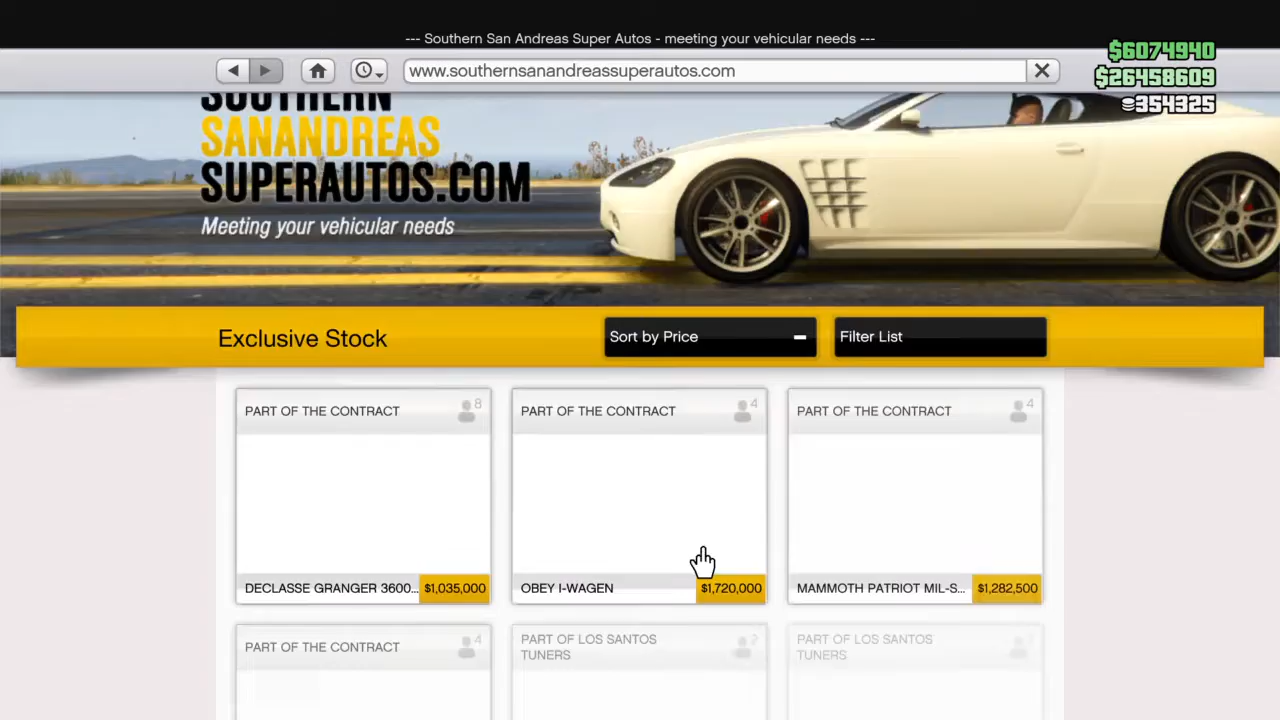 --- Southern San Andreas Super Autos - meeting your vehicular needs ---
$6074940
www.southernsanandreassuperautos.com
$26458609
354325
SOUTHERN
SANANDREAS
SUPERAUTOS.COM
Meeting your vehicular needs
Exclusive Stock
Sort by Price
Filter List
PART OF THE CONTRACT
8
PART OF THE CONTRACT
4
PART OF THE CONTRACT
4
DECLASSE GRANGER 3600...
$1,035,000
OBEY I-WAGEN
$1,720,000
MAMMOTH PATRIOT MIL-S...
$1,282,500
PART OF THE CONTRACT
4
PART OF LOS SANTOS
TUNERS
2
PART OF LOS SANTOS
TUNERS